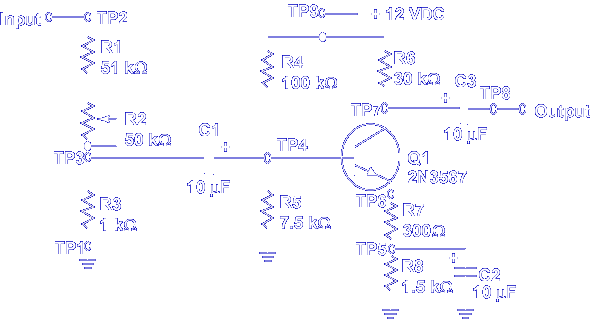 Input
TP2
TP9
+ 12 VDC
R1
51 kΩ
R4
100 kΩ
R6
30 kΩ
C3
TP8
+
Output
10 µF
TP7
R2
50 kΩ
C1
+
10 µF
TP3
TP4
Q1
2N3567
R3
1 kΩ
R5
7.5 kΩ
TP6
R7
300Ω
TP1
TP5
R8
1.5 kΩ
C2
10 µF